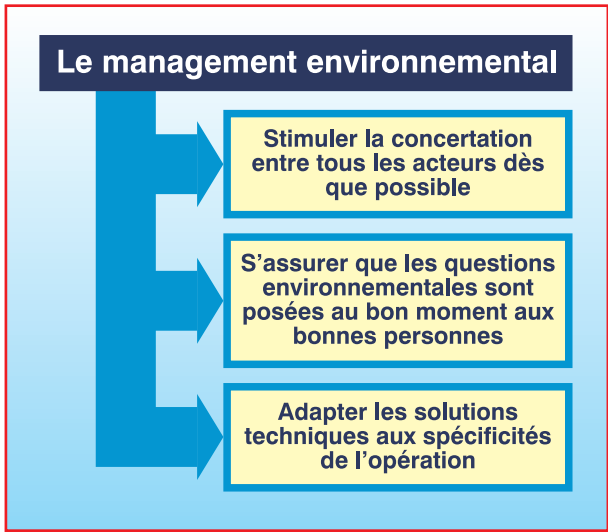 Le management environnemental
Stimuler la concertation
entre tous les acteurs dès
que possible
S'assurer que les questions
environnementales sont
posées au bon moment aux
bonnes personnes
Adapter les solutions
techniques aux spécificités
de l'opération